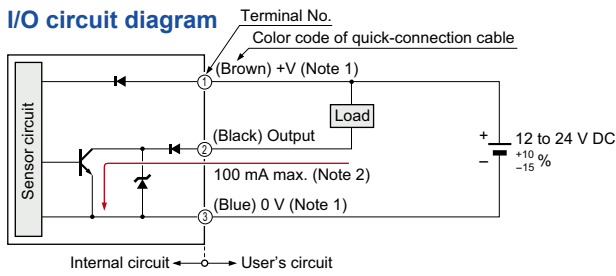 I/O circuit diagram
Terminal No.
Color code of quick-connection cable
1
(Brown) +V (Note 1)
Sensor circuit
Load
(Black) Output
2
+
12 to 24 V DC
+10
−15 %
−
100 mA max. (Note 2)
(Blue) 0 V (Note 1)
3
Internal circuit
User's circuit